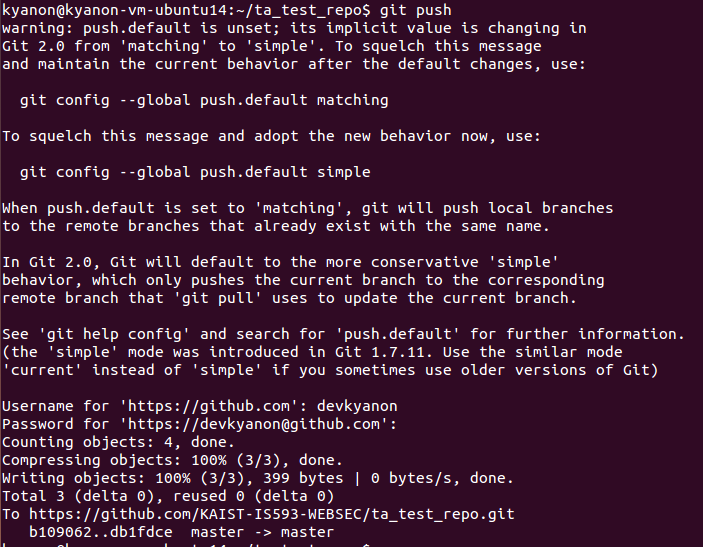 kyanon@kyanon-vm-ubuntu14:~/ta_test_repo$ git push
warning: push.default is unset; its implicit value is changing in
Git 2.0 from 'matching' to 'simple'. To squelch this message
and maintain the current behavior after the default changes, use:
git config --global push.default matching
To squelch this message and adopt the new behavior now, use:
git config --global push.default simple
When push.default is set to 'matching', git will push local branches
to the remote branches that already exist with the same name.
In Git 2.0, Git will default to the more conservative 'simple'
behavior, which only pushes the current branch to the corresponding
remote branch that 'git pull' uses to update the current branch.
See 'git help config' and search for 'push.default' for further information.
(the 'simple' mode was introduced in Git 1.7.11. Use the similar mode
'current' instead of 'simple' if you sometimes use older versions of Git)
Username for 'https://github.com': devkyanon
Password for 'https://devkyanon@github.com':
Counting objects: 4, done.
Compressing objects: 100% (3/3), done.
Writing objects: 100% (3/3), 399 bytes | 0 bytes/s, done.
Total 3 (delta 0), reused 0 (delta 0)
To https://github.com/KAIST-IS593-WEBSEC/ta_test_repo.git
b109062..db1fdce master -> master